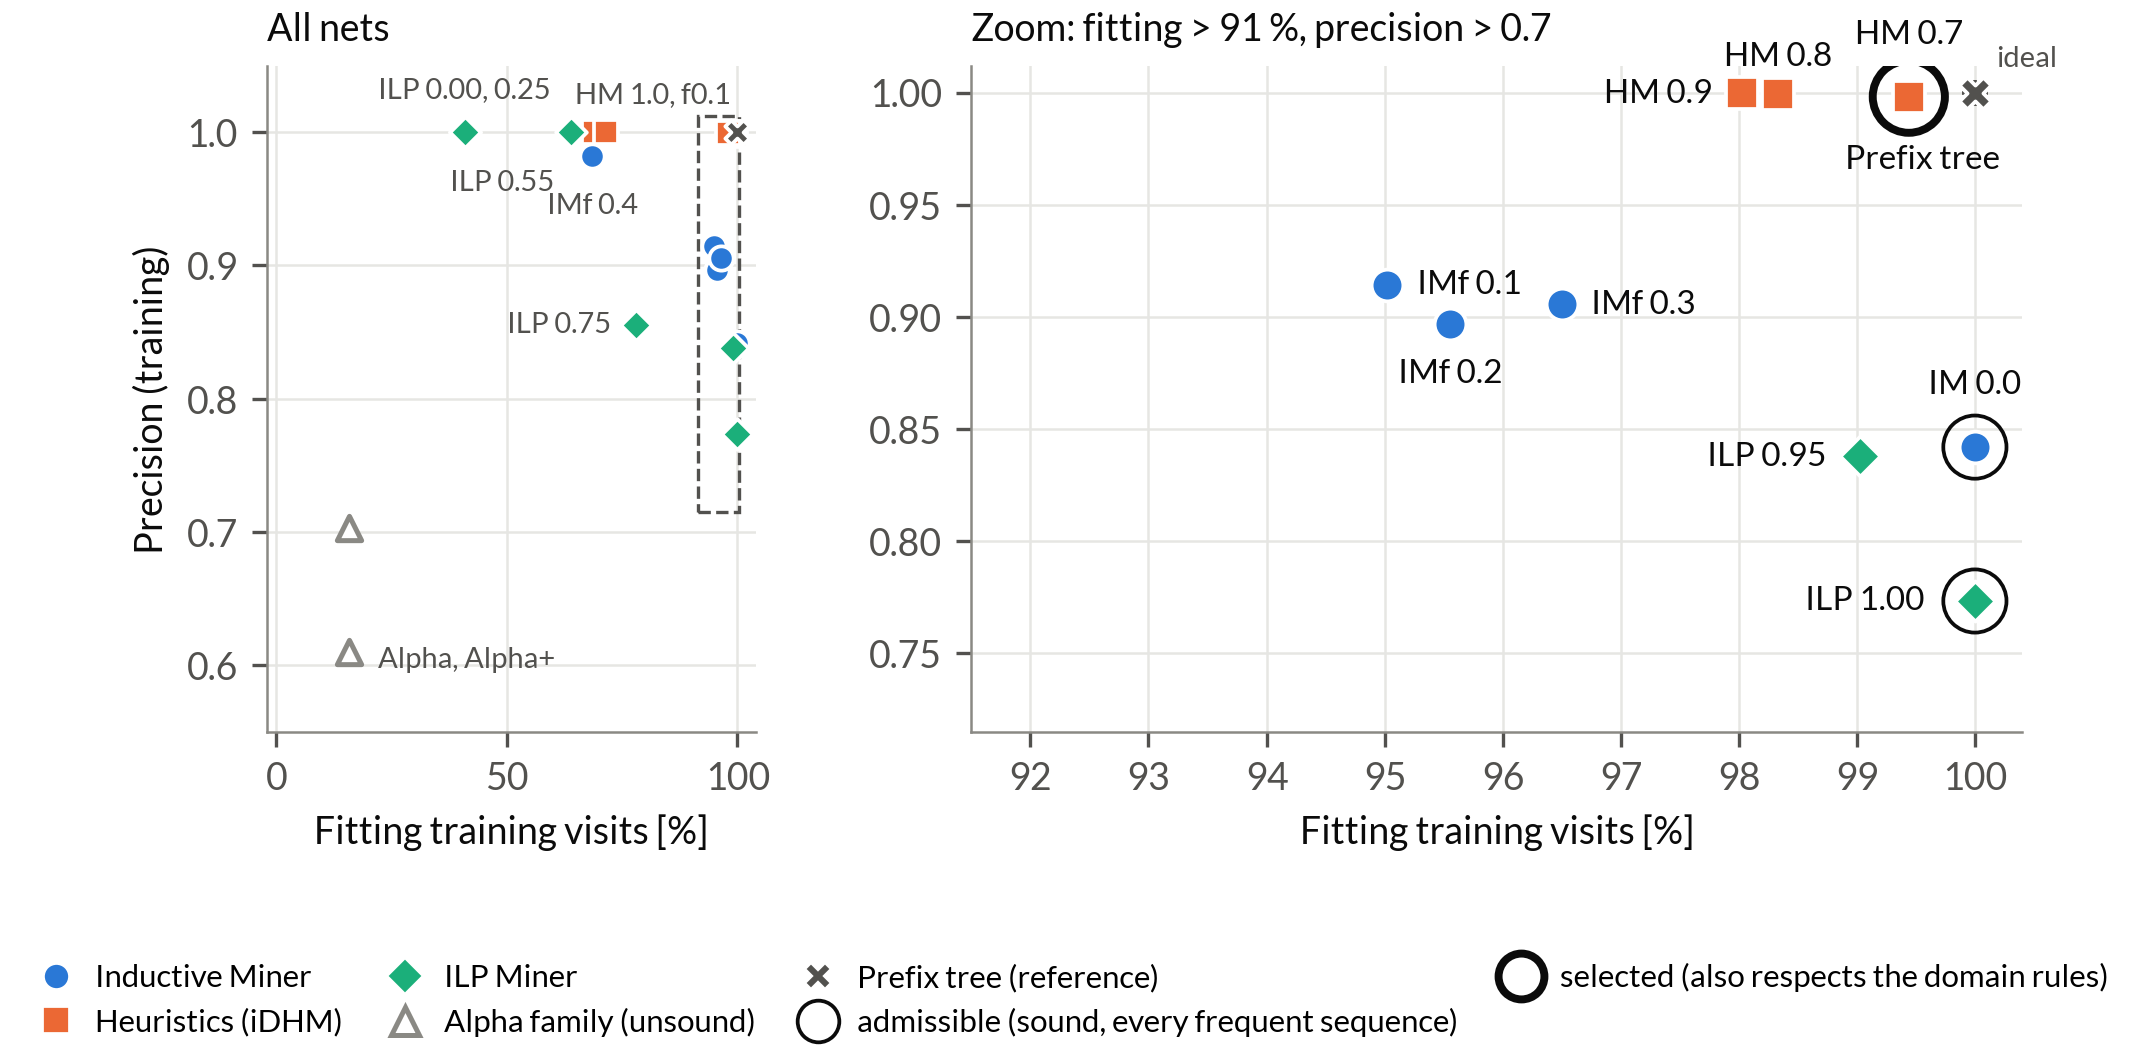 All nets
ILP 0.00, 0.25
HM 1.0, f0.1
ILP 0.55
IMf 0.4
ILP 0.75
Alpha, Alpha+
1.0
0.9
0.8
0.7
0.6
Precision (training)
0
50
100
Fitting training visits [%]
Zoom: fitting > 91 %, precision > 0.7
HM 0.7
HM 0.8
ideal
HM 0.9
Prefix tree
IMf 0.1
IMf 0.3
IMf 0.2
IM 0.0
ILP 0.95
ILP 1.00
1.00
0.95
0.90
0.85
0.80
0.75
92
93
94
95
96
97
98
99
100
Fitting training visits [%]
Inductive Miner
Heuristics (iDHM)
ILP Miner
Alpha family (unsound)
Prefix tree (reference)
admissible (sound, every frequent sequence)
selected (also respects the domain rules)